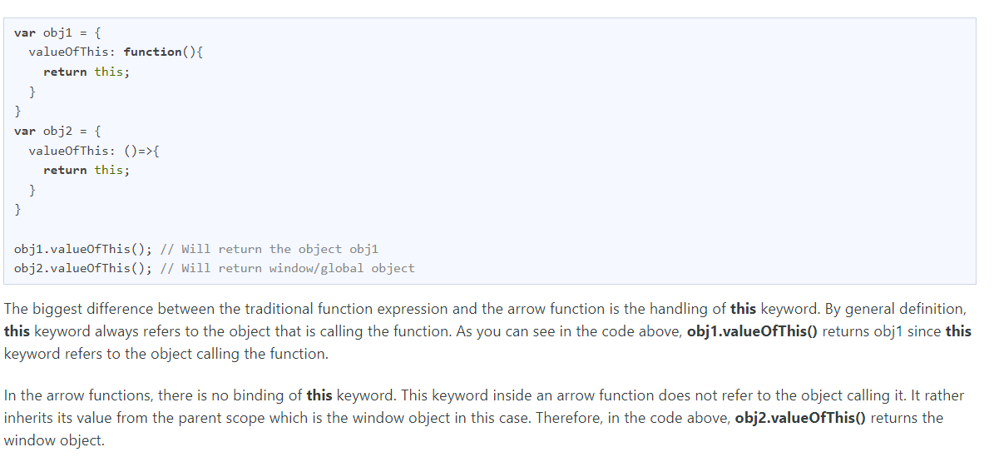 var obj1 = {
  valueOfThis: function(){
    return this;
  }
}
var obj2 = {
  valueOfThis: ()=>{
    return this;
  }
}

obj1.valueOfThis(); // Will return the object obj1
obj2.valueOfThis(); // Will return window/global object
The biggest difference between the traditional function expression and the arrow function is the handling of this keyword. By general definition,
this keyword always refers to the object that is calling the function. As you can see in the code above, obj1.valueOfThis() returns obj1 since this
keyword refers to the object calling the function.
In the arrow functions, there is no binding of this keyword. This keyword inside an arrow function does not refer to the object calling it. It rather
inherits its value from the parent scope which is the window object in this case. Therefore, in the code above, obj2.valueOfThis() returns the
window object.